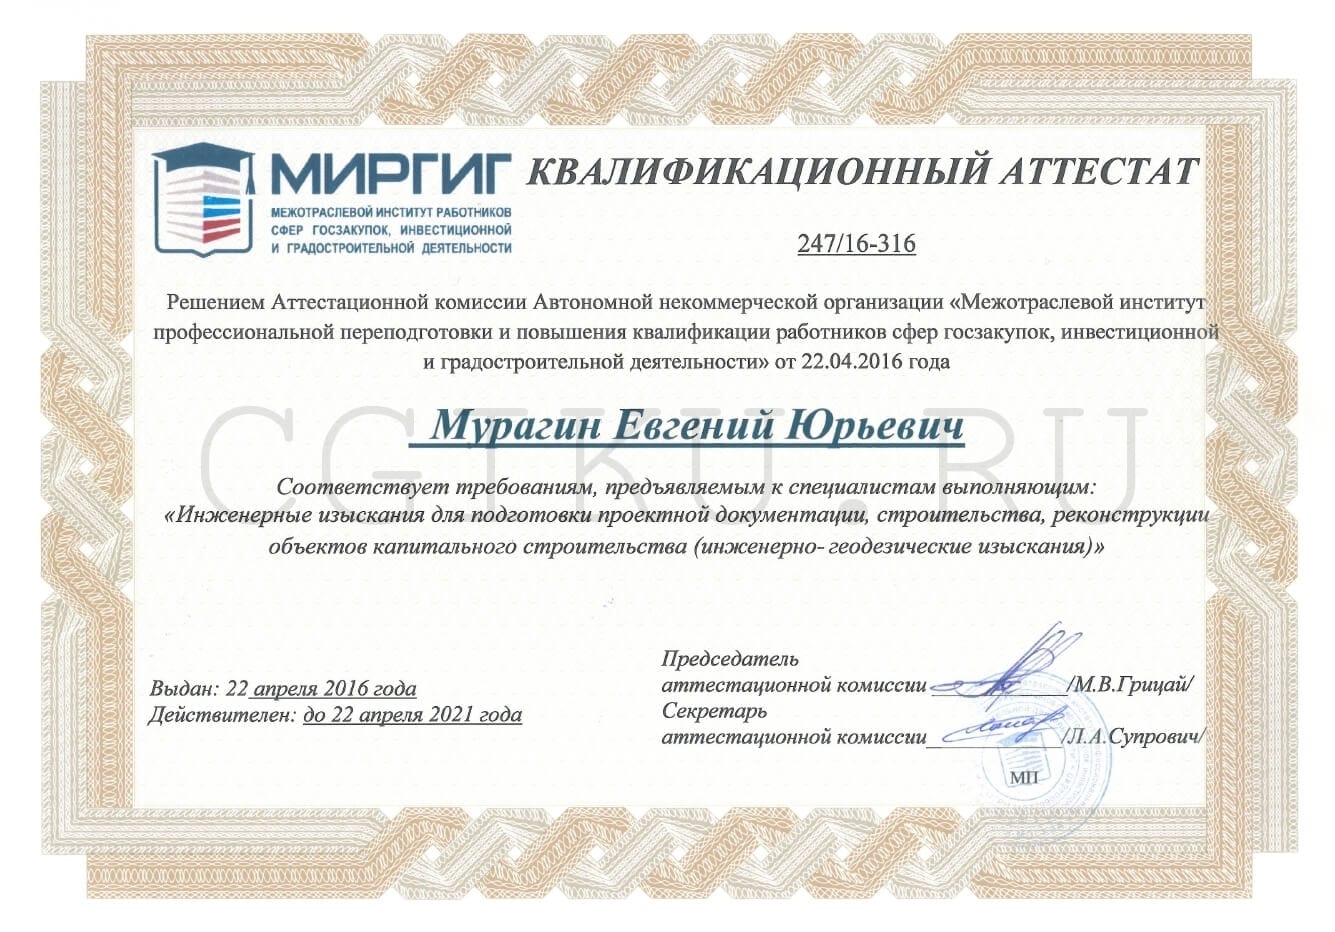 МИРГИГ
МЕЖОТРАСЛЕВОЙ ИНСТИТУТ РАБОТНИКОВ
СФЕР ГОСЗАКУПОК, ИНВЕСТИЦИОННОЙ
И ГРАДОСТРОИТЕЛЬНОЙ ДЕЯТЕЛЬНОСТИ
КВАЛИФИКАЦИОННЫЙ АТТЕСТАТ
247/16-316
Решением Аттестационной комиссии Автономной некоммерческой организации «Межотраслевой институт
профессиональной переподготовки и повышения квалификации работников сфер госзакупок, инвестиционной
и градостроительной деятельности» от 22.04.2016 года
Мурагин Евгений Юрьевич
CGIKU.RU
Соответствует требованиям, предъявляемым к специалистам выполняющим:
«Инженерные изыскания для подготовки проектной документации, строительства, реконструкции
объектов капитального строительства (инженерно- геодезические изыскания)»
Выдан: 22 апреля 2016 года
Действителен: до 22 апреля 2021 года
Председатель
аттестационной комиссии /М.В.Грицай/
Секретарь
аттестационной комиссии /Л.А.Супрович/
МП